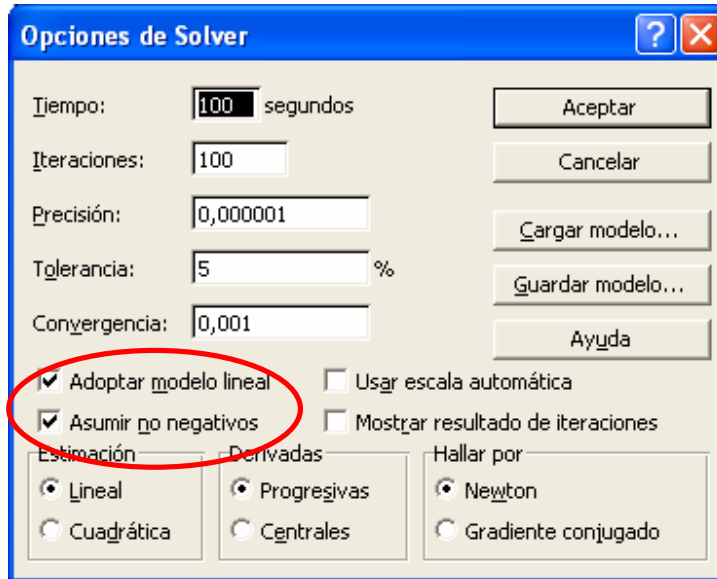 Opciones de Solver
Tiempo: 100 segundos Aceptar
Iteraciones: 100 Cancelar
Precisión: 0,000001 Cargar modelo...
Tolerancia: 5 % Guardar modelo...
Convergencia: 0,001 Ayuda
Adoptar modelo lineal Usar escala automática
Asumir no negativos Mostrar resultado de iteraciones
Estimación Derivadas Hallar por
Lineal Progresivas Newton
Cuadrática Centrales Gradiente conjugado